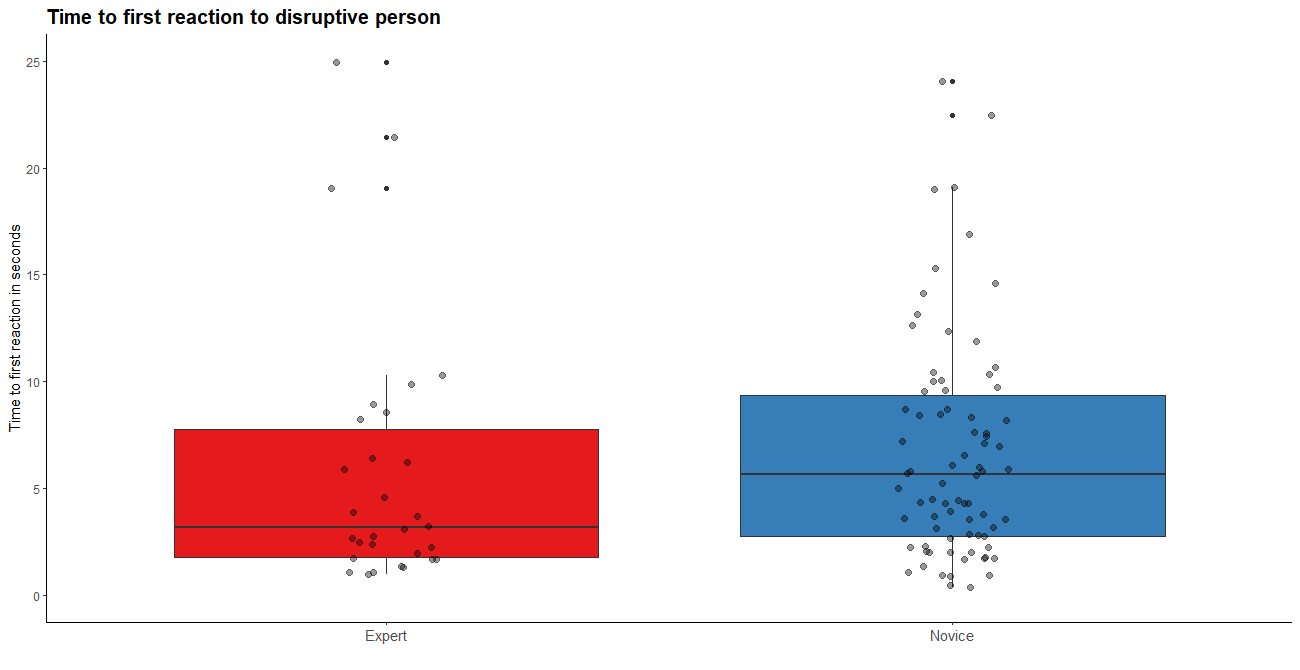 Time to first reaction to disruptive person
Time to first reaction in seconds
25
20
15
10
5
0
Expert
Novice